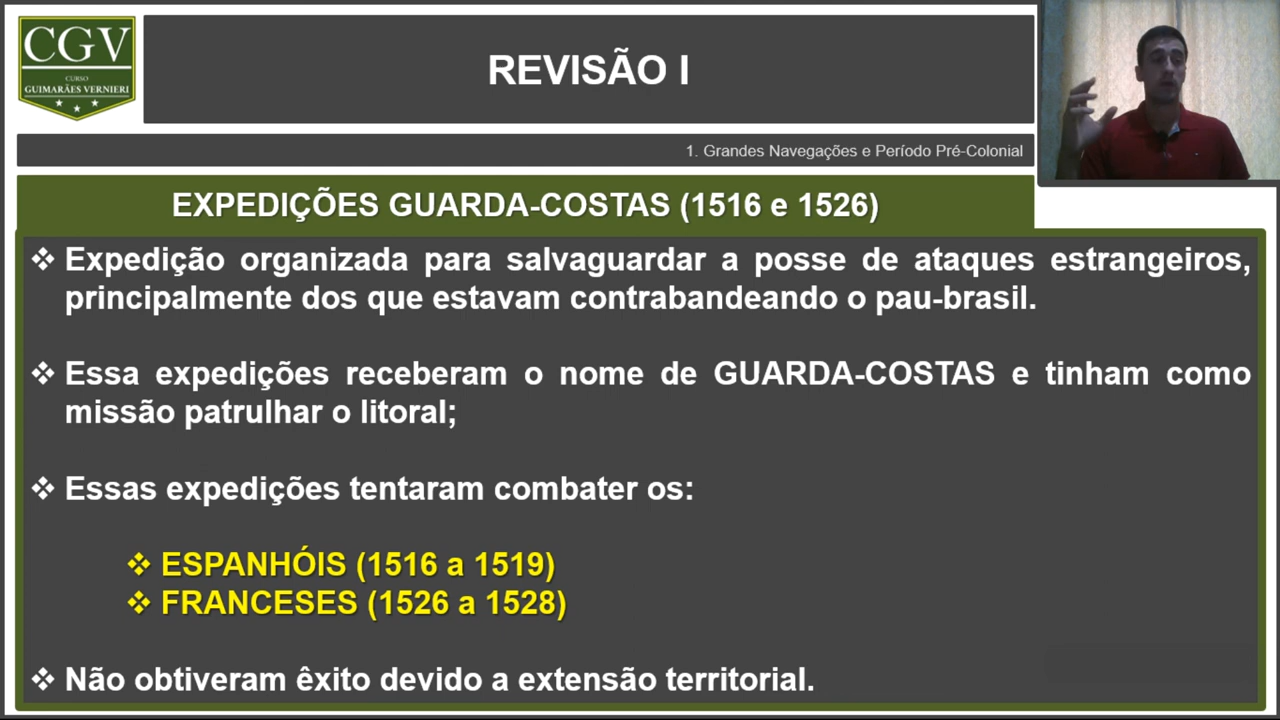 CGV
CURSO
GUIMARÃES VERNIERI
REVISÃO I
1. Grandes Navegações e Período Pré-Colonial
EXPEDIÇÕES GUARDA-COSTAS (1516 e 1526)
❖ Expedição organizada para salvaguardar a posse de ataques estrangeiros,
principalmente dos que estavam contrabandeando o pau-brasil.
❖ Essa expedições receberam o nome de GUARDA-COSTAS e tinham como
missão patrulhar o litoral;
❖ Essas expedições tentaram combater os:
❖ ESPANHÓIS (1516 a 1519)
❖ FRANCESES (1526 a 1528)
❖ Não obtiveram êxito devido a extensão territorial.